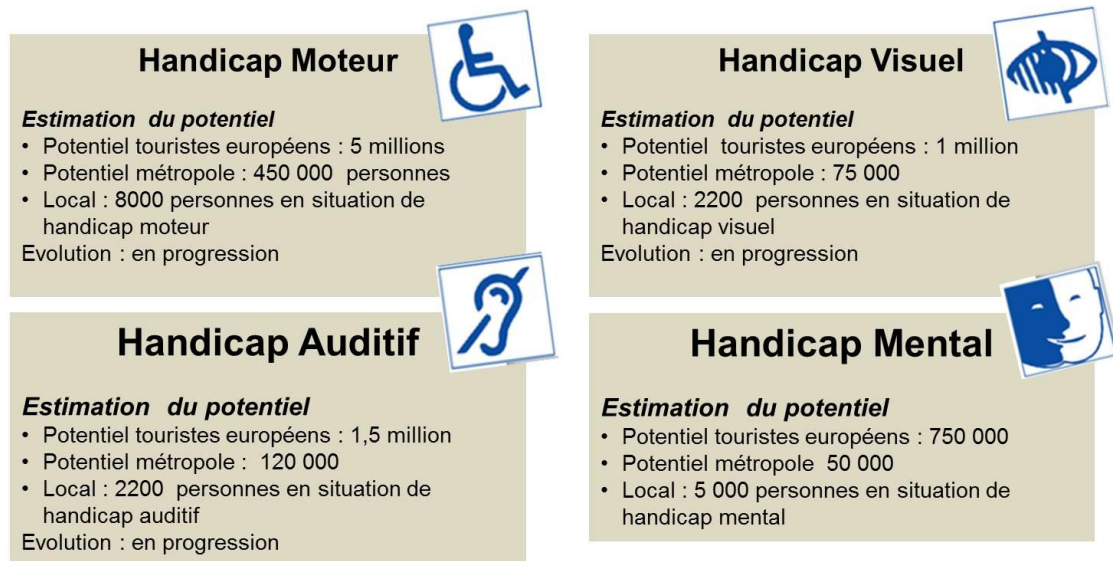 Handicap Moteur
Estimation du potentiel
• Potentiel touristes européens : 5 millions
• Potentiel métropole : 450 000 personnes
• Local : 8000 personnes en situation de
handicap moteur
Evolution : en progression
Handicap Visuel
Estimation du potentiel
• Potentiel touristes européens : 1 million
• Potentiel métropole : 75 000
• Local : 2200 personnes en situation de
handicap visuel
Evolution : en progression
Handicap Auditif
Estimation du potentiel
• Potentiel touristes européens : 1,5 million
• Potentiel métropole : 120 000
• Local : 2200 personnes en situation de
handicap auditif
Evolution : en progression
Handicap Mental
Estimation du potentiel
• Potentiel touristes européens : 750 000
• Potentiel métropole 50 000
• Local : 5 000 personnes en situation de
handicap mental